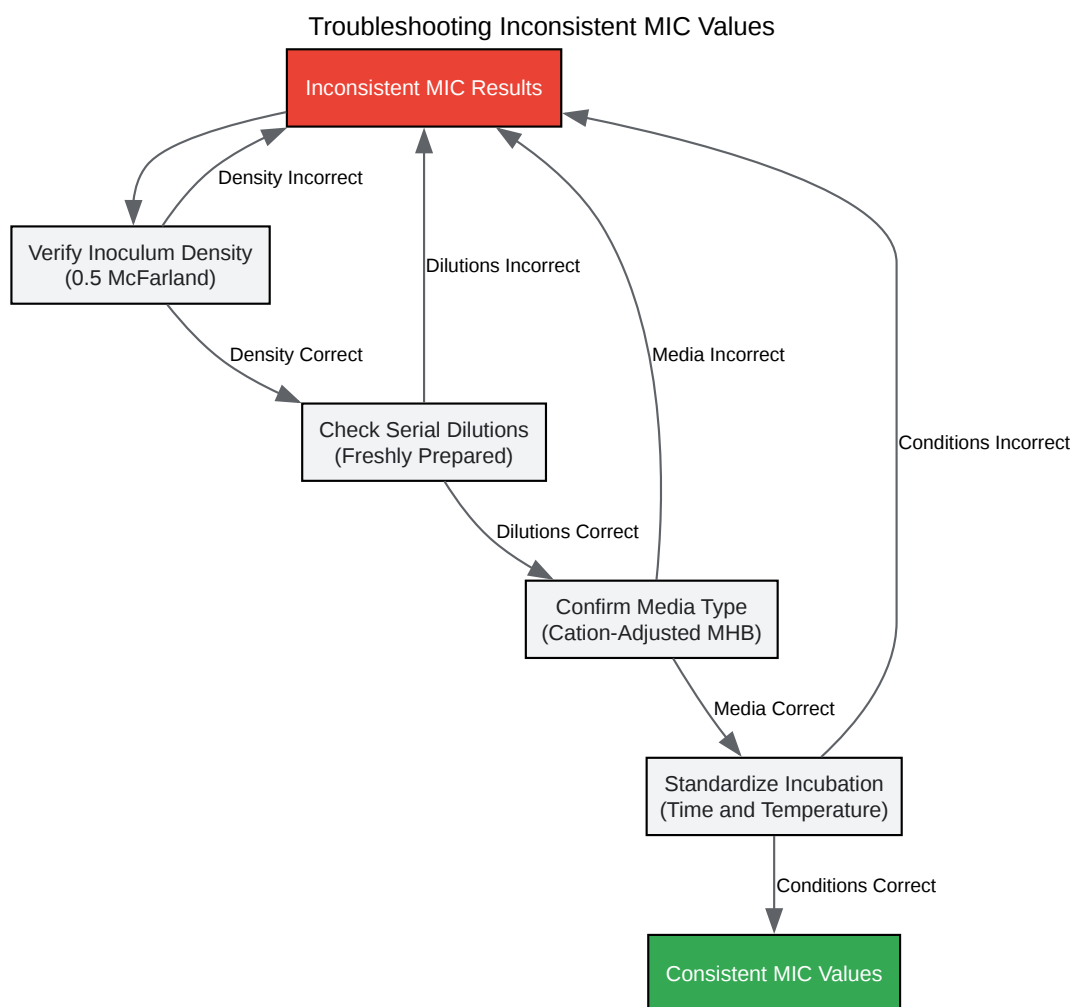 Troubleshooting Inconsistent MIC Values
Inconsistent MIC Results
Density Incorrect
Verify Inoculum Density
(0.5 McFarland)
Dilutions Incorrect
Density Correct
Media Incorrect
Check Serial Dilutions
(Freshly Prepared)
Conditions Incorrect
Dilutions Correct
Confirm Media Type
(Cation-Adjusted MHB)
Media Correct
Standardize Incubation
(Time and Temperature)
Conditions Correct
Consistent MIC Values